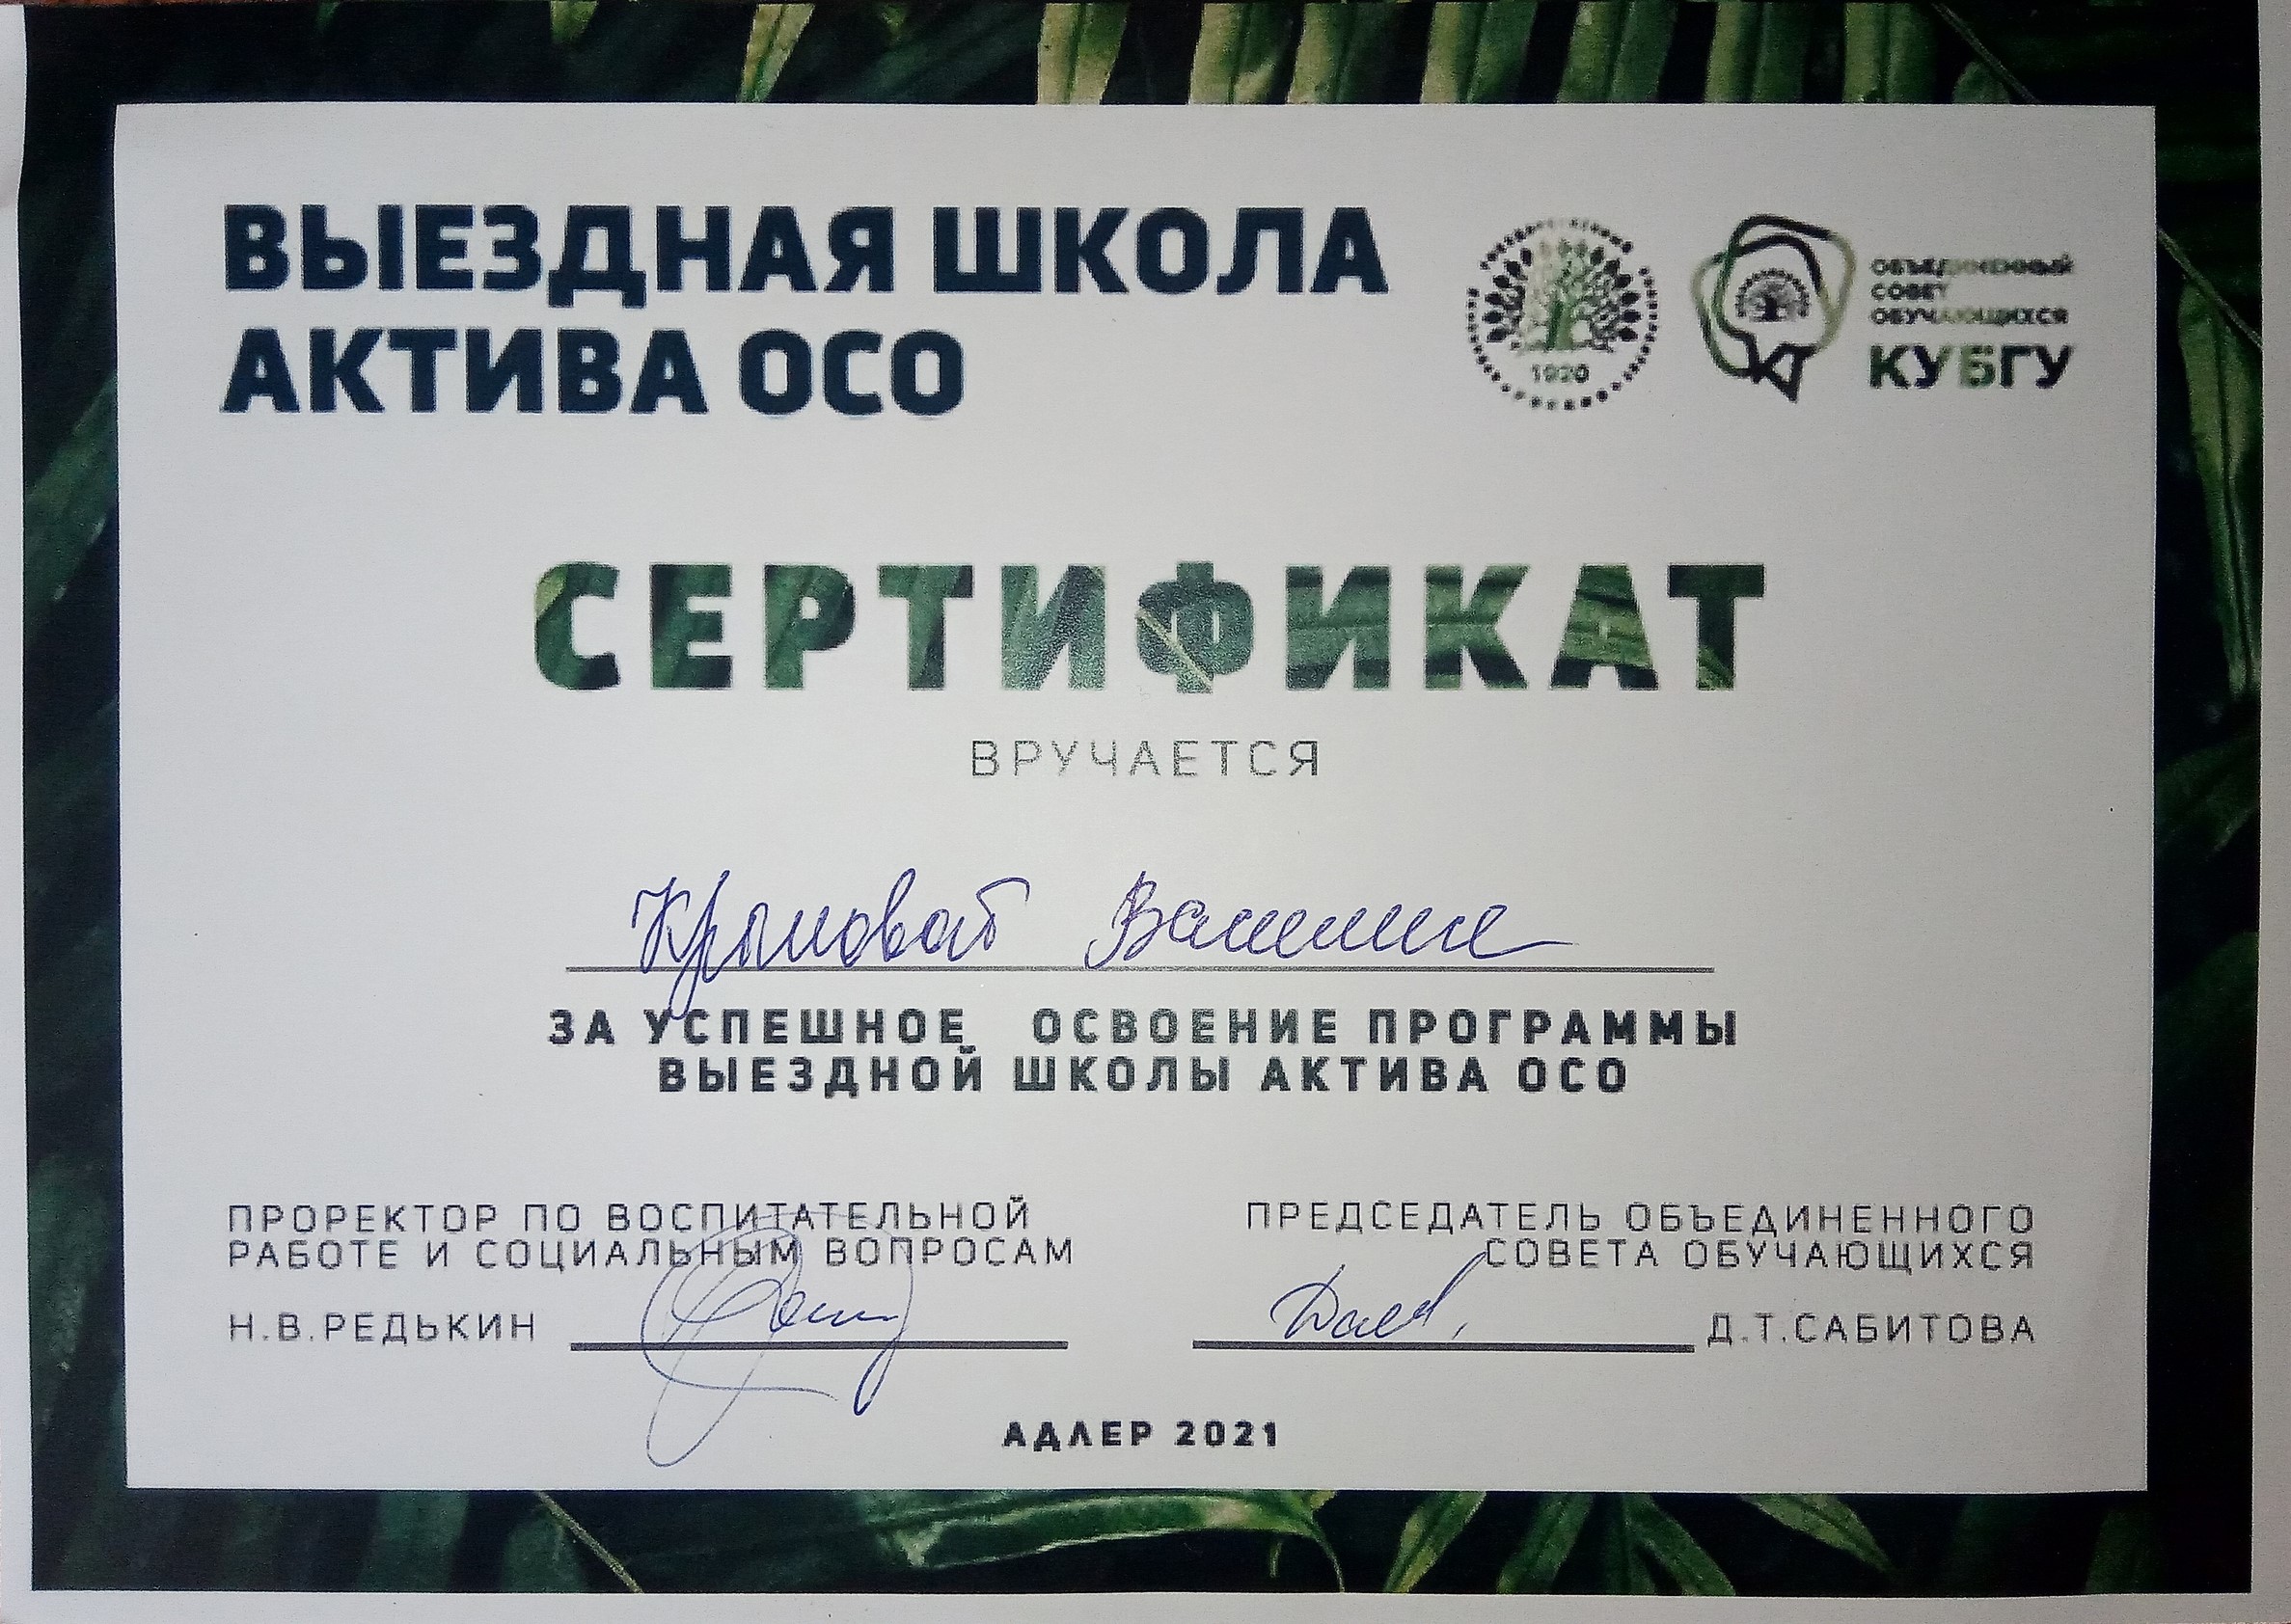 ВЫЕЗДНАЯ ШКОЛА
АКТИВА ОСО
1920
ОБЪЕДИНЕННЫЙ
СОВЕТ
ОБУЧАЮЩИХСЯ
КУБГУ
СЕРТИФИКАТ
ВРУЧАЕТСЯ
ЗА УСПЕШНОЕ ОСВОЕНИЕ ПРОГРАММЫ
ВЫЕЗДНОЙ ШКОЛЫ АКТИВА ОСО
ПРОРЕКТОР ПО ВОСПИТАТЕЛЬНОЙ
РАБОТЕ И СОЦИАЛЬНЫМ ВОПРОСАМ
Н.В.РЕДЬКИН
ПРЕДСЕДАТЕЛЬ ОБЪЕДИНЕННОГО
СОВЕТА ОБУЧАЮЩИХСЯ
Д.Т.САБИТОВА
АДЛЕР 2021